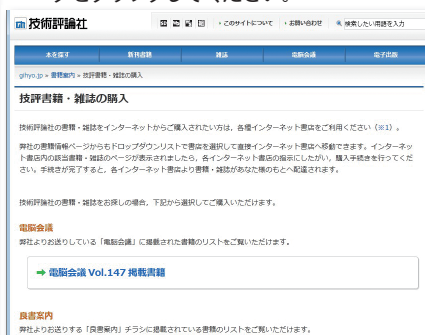 技術評論社
このサイトについて
お問い合わせ
検索したい用語を入力
本を探す 新刊書籍 雑誌 電脳会議 電子出版
gihyo.jp » 書籍案内 » 技評書籍・雑誌の購入
技評書籍・雑誌の購入
技術評論社の書籍・雑誌をインターネットからご購入されたい方は，各種インターネット書店をご利用ください（※1）。
弊社の書籍情報ページからもドロップダウンリストで書店を選択して直接インターネット書店へ移動できます。インターネッ
ト書店内の該当書籍・雑誌のページが表示されましたら，各インターネット書店の指示にしたがい，購入手続きを行ってくだ
さい。手続きが完了すると，各インターネット書店より書籍・雑誌があなた様のもとへ配達されます。
技術評論社の書籍・雑誌をお探しの場合，下記から選択してご購入いただけます。
電脳会議
弊社よりお送りしている「電脳会議」に掲載された書籍のリストをご覧いただけます。
電脳会議 Vol.147 掲載書籍
良書案内
弊社よりお送りする「良書案内」チラシに掲載されている書籍のリストをご覧いただけます。